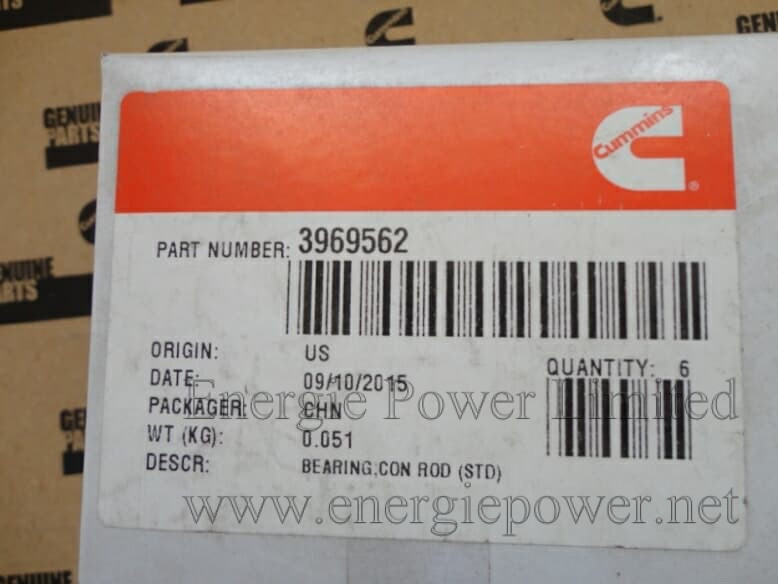 GENUINE
PARTS
Cummins
PART NUMBER: 3969562
ORIGIN: US
DATE: 09/10/2015
QUANTITY: 6
PACKAGER: CHN
Energie Power Limited
WT (KG): 0.051
DESCR: BEARING,CON ROD (STD)
www.energiepower.net